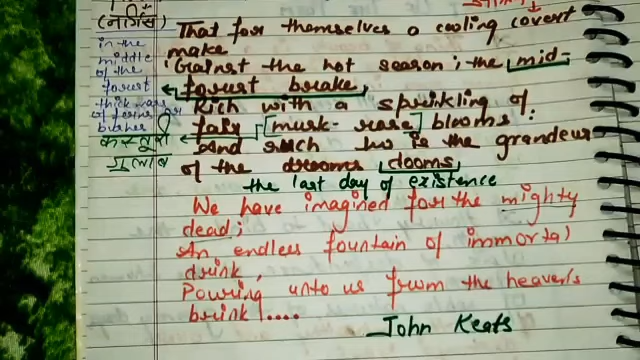 (नर्गिस)
That for themselves a cooling covert
make
'Gainst the hot season; the mid-
forest brake,
Rich with a sprinkling of
fair musk-rose blooms:
And such too is the grandeur
of the dooms
the last day of existence
We have imagined for the mighty
dead;
An endless fountain of immortal
drink,
Pouring unto us from the heaven's
brink....
John Keats
in the
middle
of the
forest
thick mass
of ferns or
bushes
कस्तूरी
गुलाब